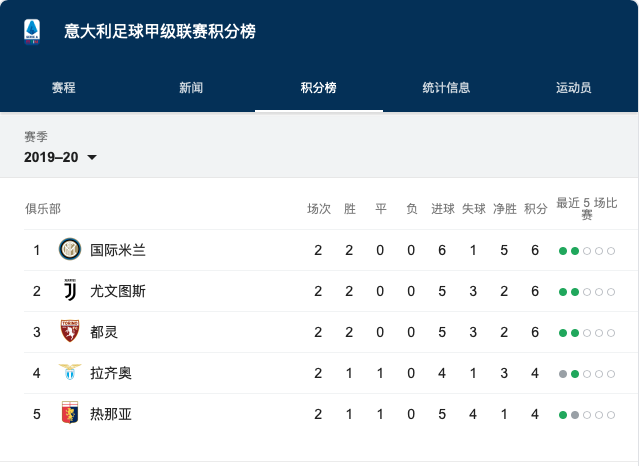 意大利足球甲级联赛积分榜
赛程 新闻 积分榜 统计信息 运动员
赛季
2019–20
俱乐部 场次 胜 平 负 进球 失球 净胜 积分 最近 5 场比赛
1 国际米兰 2 2 0 0 6 1 5 6
2 尤文图斯 2 2 0 0 5 3 2 6
3 都灵 2 2 0 0 5 3 2 6
4 拉齐奥 2 1 1 0 4 1 3 4
5 热那亚 2 1 1 0 5 4 1 4